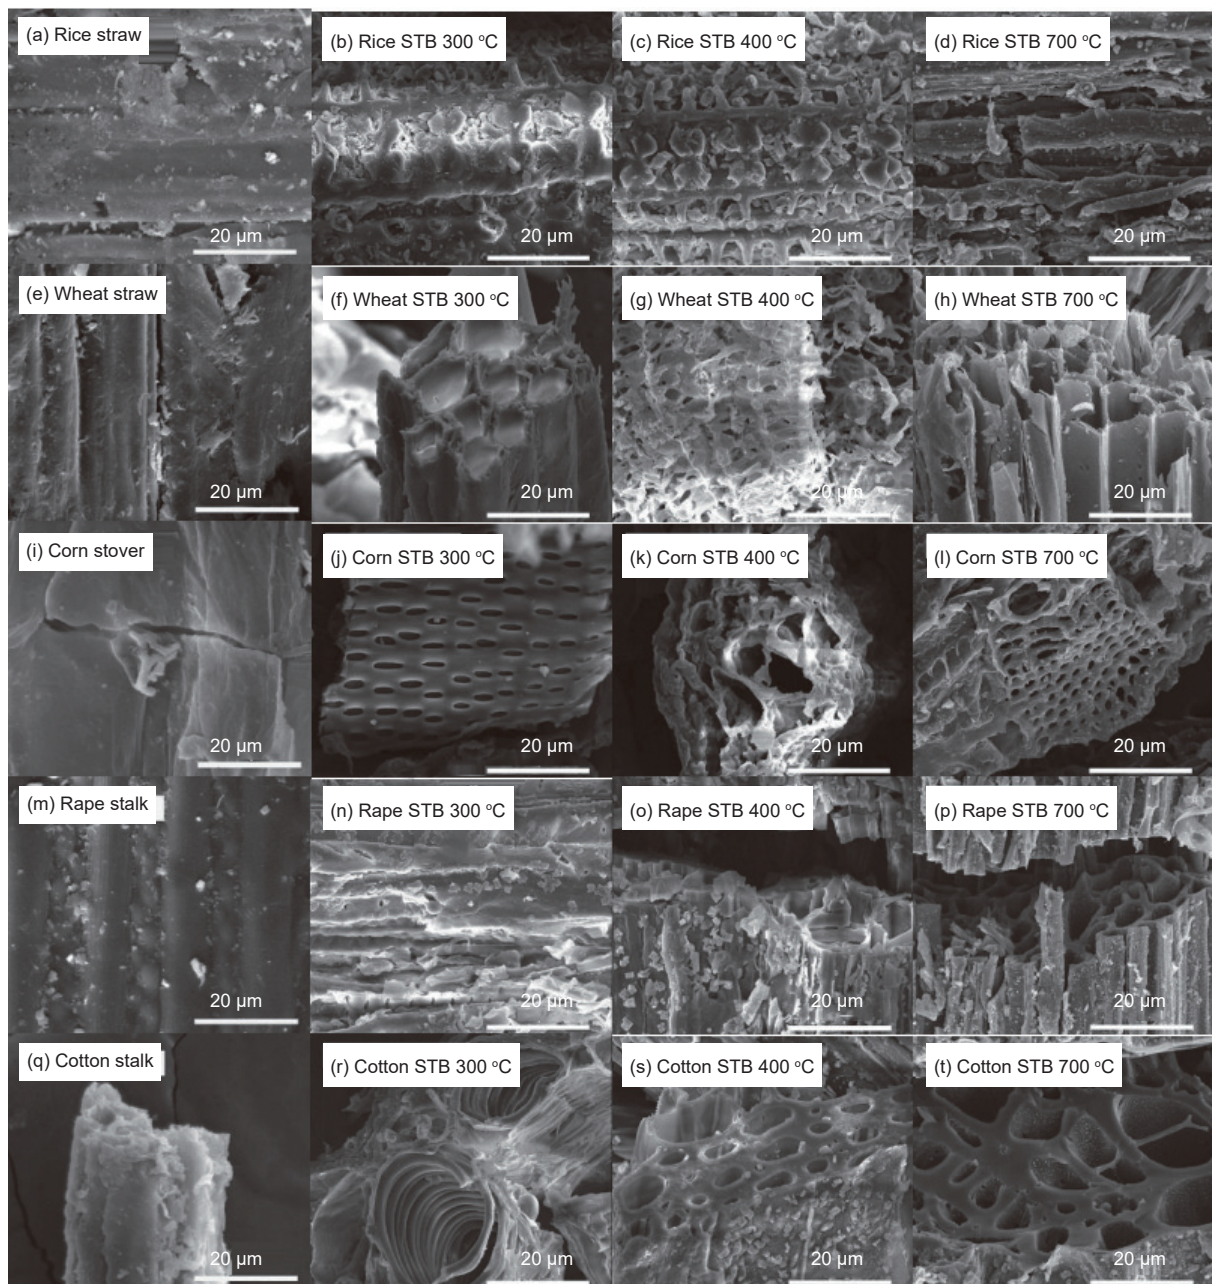 (a) Rice straw
(b) Rice STB 300 °C
(c) Rice STB 400 °C
(d) Rice STB 700 °C
20 μm
20 μm
20 μm
20 μm
(e) Wheat straw
(f) Wheat STB 300 °C
(g) Wheat STB 400 °C
(h) Wheat STB 700 °C
20 μm
20 μm
20 μm
20 μm
(i) Corn stover
(j) Corn STB 300 °C
(k) Corn STB 400 °C
(l) Corn STB 700 °C
20 μm
20 μm
20 μm
20 μm
(m) Rape stalk
(n) Rape STB 300 °C
(o) Rape STB 400 °C
(p) Rape STB 700 °C
20 μm
20 μm
20 μm
20 μm
(q) Cotton stalk
(r) Cotton STB 300 °C
(s) Cotton STB 400 °C
(t) Cotton STB 700 °C
20 μm
20 μm
20 μm
20 μm